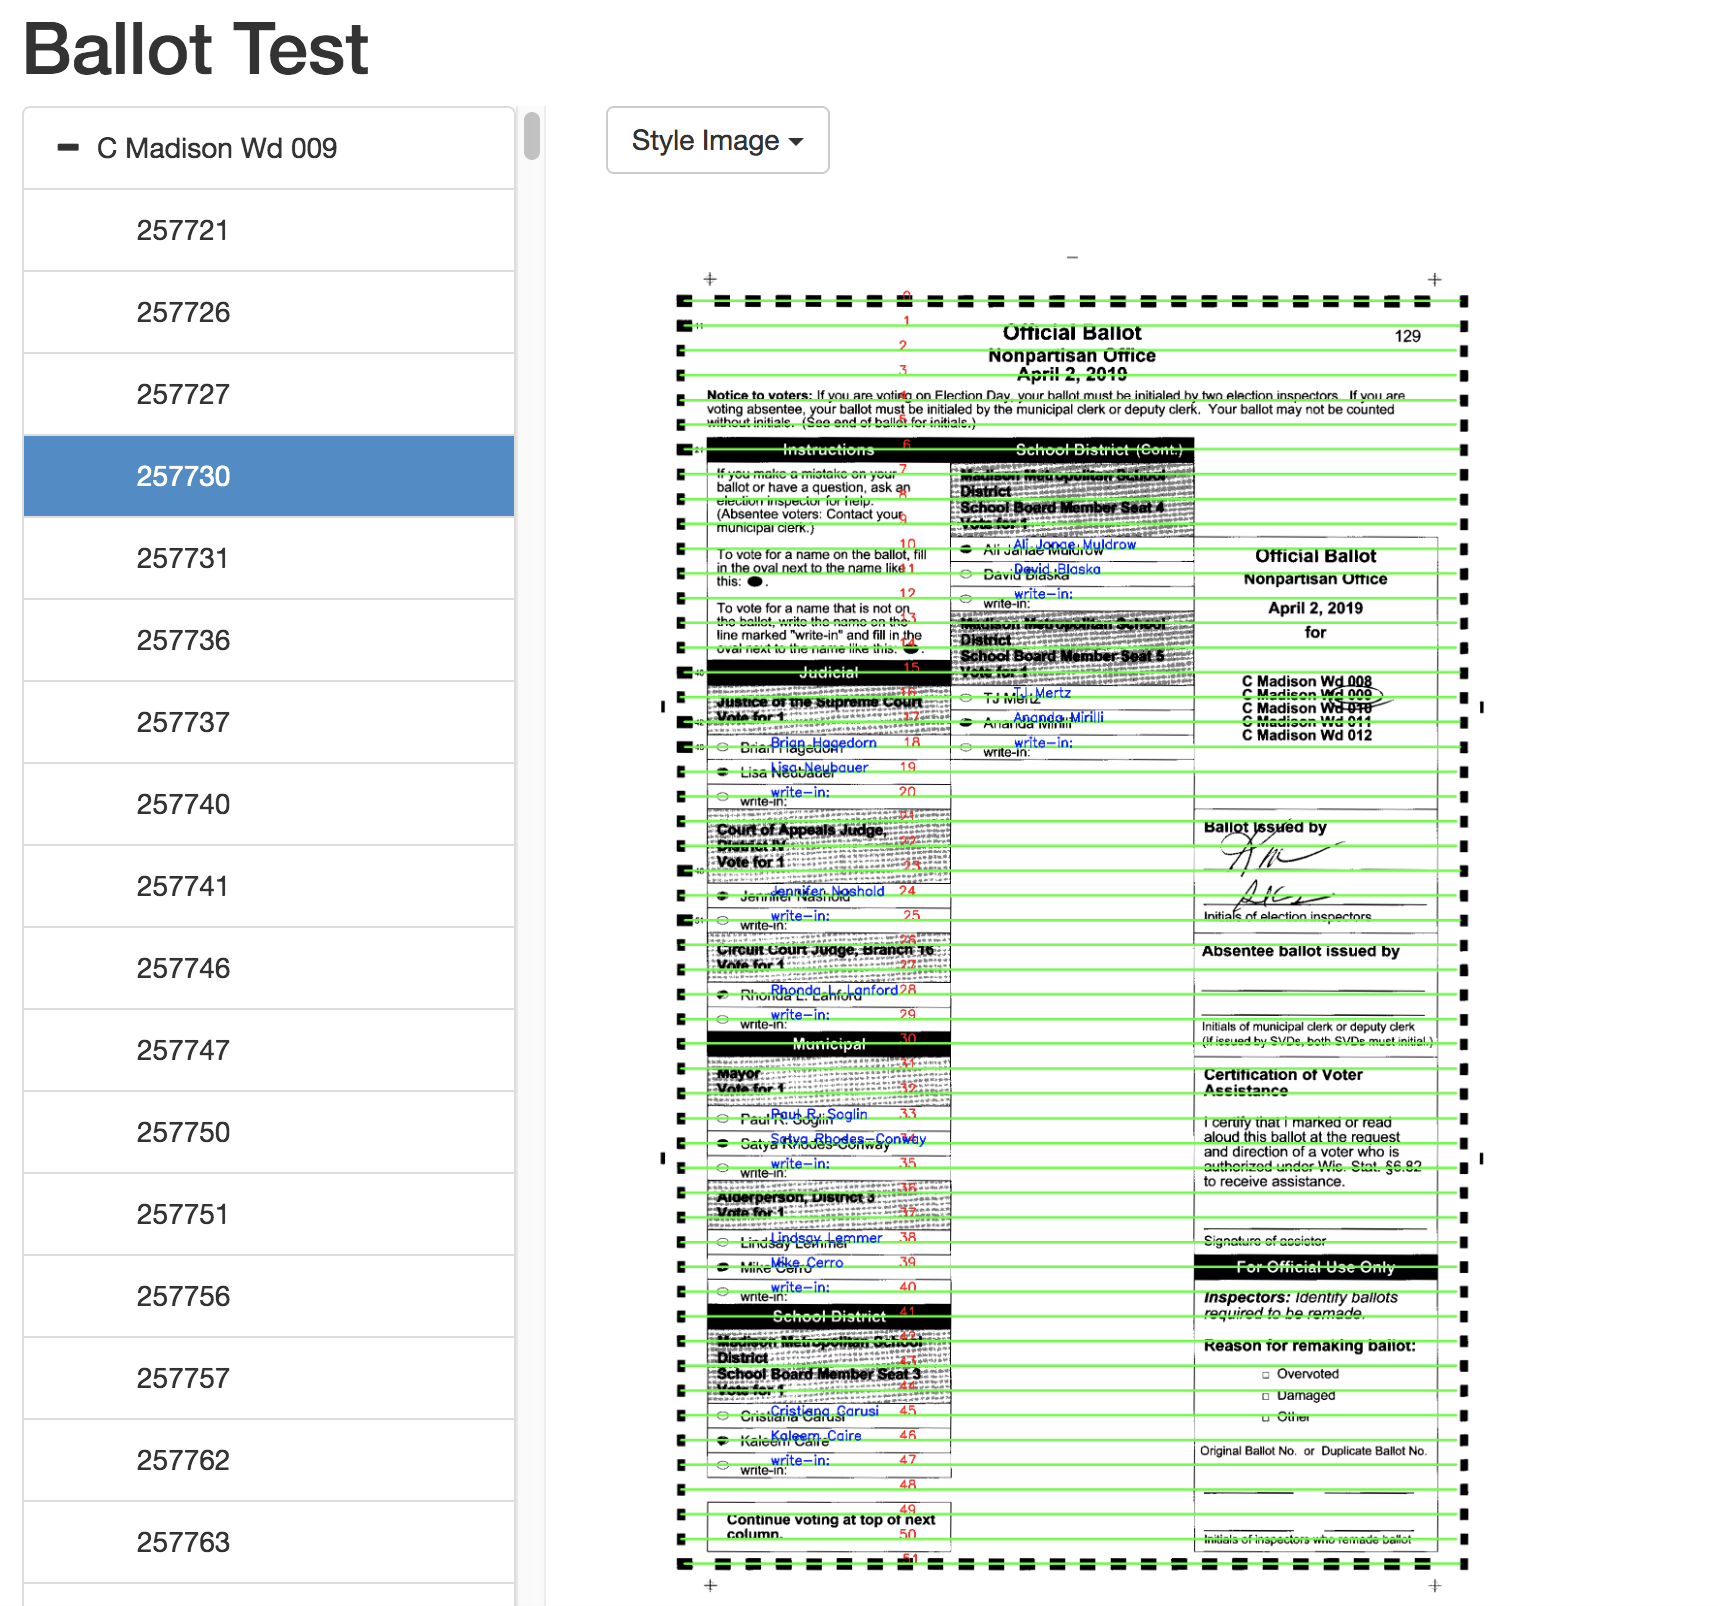 Ballot Test
C Madison Wd 009
257721
257726
257727
257730
257731
257736
257737
257740
257741
257746
257747
257750
257751
257756
257757
257762
257763
Style Image
0
1
2
3
4
5
6
7
8
9
10
11
12
13
14
15
16
17
18
19
20
21
22
23
24
25
26
27
28
29
30
31
32
33
34
35
36
37
38
39
40
41
42
43
44
45
46
47
48
49
50
51
11
21
40
42
43
48
51
Official Ballot
Nonpartisan Office
April 2, 2019
129
Notice to voters: If you are voting on Election Day, your ballot must be initialed by two election inspectors. If you are
voting absentee, your ballot must be initialed by the municipal clerk or deputy clerk. Your ballot may not be counted
without initials. (See end of ballot for initials.)
Instructions
If you make a mistake on your
ballot or have a question, ask an
election inspector for help.
(Absentee voters: Contact your
municipal clerk.)
To vote for a name on the ballot, fill
in the oval next to the name like
this: .
To vote for a name that is not on
the ballot, write the name on the
line marked "write-in" and fill in the
oval next to the name like this: .
Judicial
Justice of the Supreme Court
Vote for 1
Brian Hagedorn
Brian Hagedorn
Lisa Neubauer
Lisa Neubauer
write-in:
write-in:
Court of Appeals Judge,
District IV
Vote for 1
Jennifer Nashold
Jennifer Nashold
write-in:
write-in:
Circuit Court Judge, Branch 16
Vote for 1
Rhonda L. Lanford
Rhonda L. Lanford
write-in:
write-in:
Municipal
Mayor
Vote for 1
Paul R. Soglin
Paul R. Soglin
Satya Rhodes-Conway
Satya Rhodes-Conway
write-in:
write-in:
Alderperson, District 3
Vote for 1
Lindsay Lemmer
Lindsay Lemmer
Mike Cerro
Mike Cerro
write-in:
write-in:
School District
Madison Metropolitan School
District
School Board Member Seat 3
Vote for 1
Cristiana Carusi
Cristiana Carusi
Kaleem Caire
Kaleem Caire
write-in:
write-in:
Continue voting at top of next
column.
School District (Cont.)
Madison Metropolitan School
District
School Board Member Seat 4
Vote for 1
Ali Janae Muldrow
Ali Janae Muldrow
David Blaska
David Blaska
write-in:
write-in:
Madison Metropolitan School
District
School Board Member Seat 5
Vote for 1
TJ Mertz
TJ Mertz
Ananda Mirilli
Ananda Mirilli
write-in:
write-in:
Official Ballot
Nonpartisan Office
April 2, 2019
for
C Madison Wd 008
C Madison Wd 009
C Madison Wd 010
C Madison Wd 011
C Madison Wd 012
Ballot issued by
Initials of election inspectors
Absentee ballot issued by
Initials of municipal clerk or deputy clerk
(If issued by SVDs, both SVDs must initial.)
Certification of Voter
Assistance
I certify that I marked or read
aloud this ballot at the request
and direction of a voter who is
authorized under Wis. Stat. §6.82
to receive assistance.
Signature of assistor
For Official Use Only
Inspectors: Identify ballots
required to be remade.
Reason for remaking ballot:
Overvoted
Damaged
Other
Original Ballot No. or Duplicate Ballot No.
Initials of inspectors who remade ballot